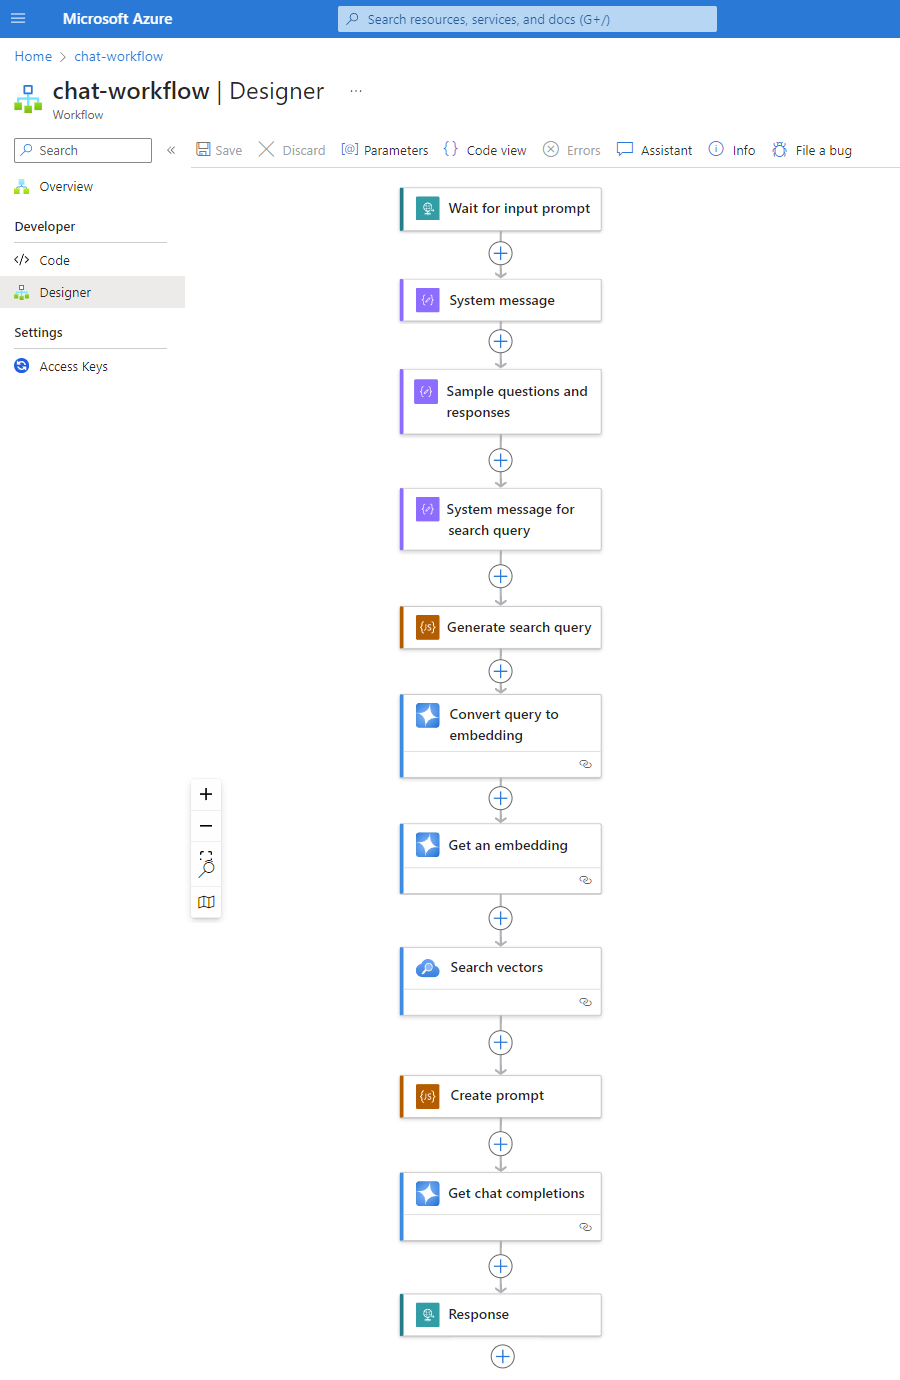 Microsoft Azure
Search resources, services, and docs (G+/)
Home > chat-workflow
chat-workflow | Designer ...
Workflow
Search
«
Save
Discard
Parameters
Code view
Errors
Assistant
Info
File a bug
Overview
Developer
Code
Designer
Settings
Access Keys
Wait for input prompt
System message
Sample questions and
responses
System message for
search query
Generate search query
Convert query to
embedding
Get an embedding
Search vectors
Create prompt
Get chat completions
Response